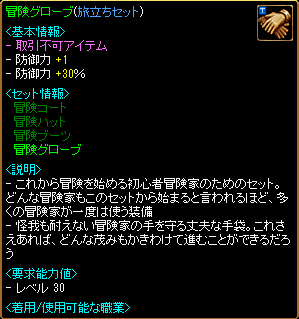 冒険グローブ(旅立ちセット)
<基本情報>
- 取引不可アイテム
- 防御力 +1
- 防御力 +30%
<セット情報>
冒険コート
冒険ハット
冒険ブーツ
冒険グローブ
<説明>
- これから冒険を始める初心者冒険家のためのセット。
どんな冒険家もこのセットから始まると言われるほど、多
くの冒険家が一度は使う装備
- 怪我も耐えない冒険家の手を守る丈夫な手袋。これさ
えあれば、どんな茂みもかきわけて進むことができるだろ
う
<要求能力値>
- レベル 30
<着用/使用可能な職業>